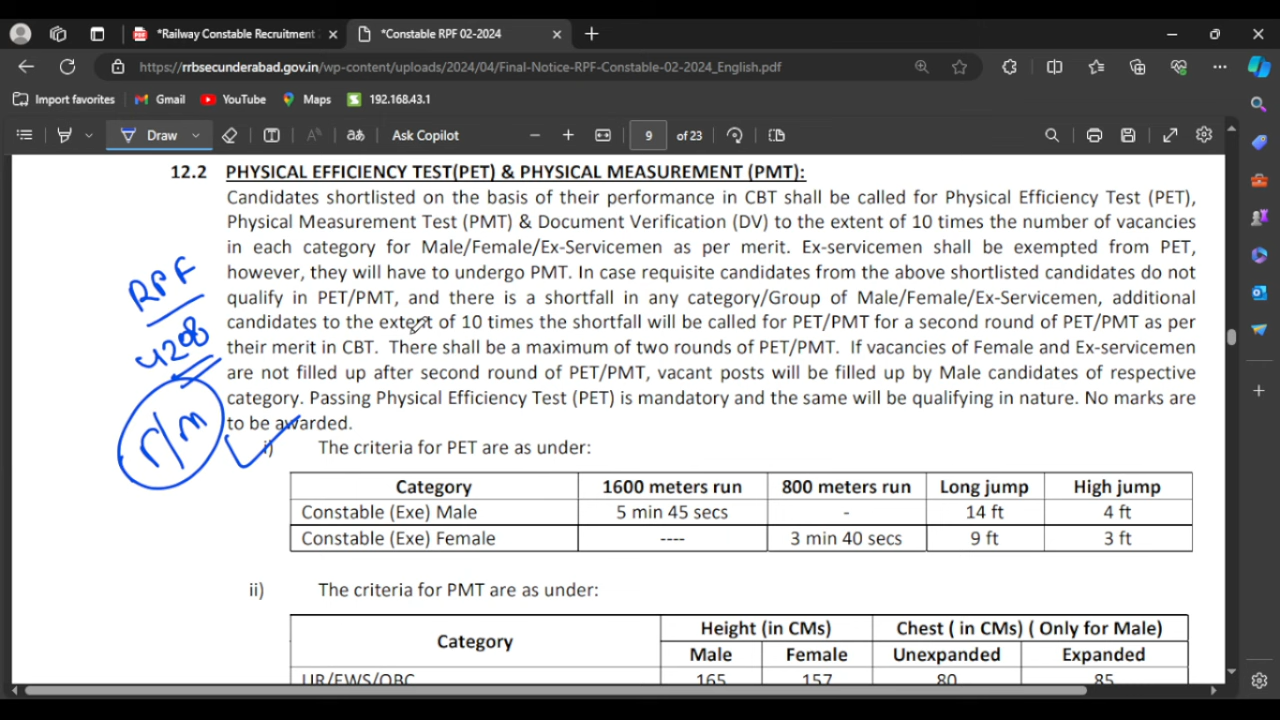 *Railway Constable Recruitment
*Constable RPF 02-2024
https://rrbsecunderabad.gov.in/wp-content/uploads/2024/04/Final-Notice-RPF-Constable-02-2024_English.pdf
Import favorites
Gmail
YouTube
Maps
192.168.43.1
Draw
Ask Copilot
9
of 23
12.2 PHYSICAL EFFICIENCY TEST(PET) & PHYSICAL MEASUREMENT (PMT):
Candidates shortlisted on the basis of their performance in CBT shall be called for Physical Efficiency Test (PET),
Physical Measurement Test (PMT) & Document Verification (DV) to the extent of 10 times the number of vacancies
in each category for Male/Female/Ex-Servicemen as per merit. Ex-servicemen shall be exempted from PET,
however, they will have to undergo PMT. In case requisite candidates from the above shortlisted candidates do not
qualify in PET/PMT, and there is a shortfall in any category/Group of Male/Female/Ex-Servicemen, additional
candidates to the extent of 10 times the shortfall will be called for PET/PMT for a second round of PET/PMT as per
their merit in CBT. There shall be a maximum of two rounds of PET/PMT. If vacancies of Female and Ex-servicemen
are not filled up after second round of PET/PMT, vacant posts will be filled up by Male candidates of respective
category. Passing Physical Efficiency Test (PET) is mandatory and the same will be qualifying in nature. No marks are
to be awarded.
RPF
4208
r/m
i) The criteria for PET are as under:
Category 1600 meters run 800 meters run Long jump High jump
Constable (Exe) Male 5 min 45 secs - 14 ft 4 ft
Constable (Exe) Female ---- 3 min 40 secs 9 ft 3 ft
ii) The criteria for PMT are as under:
Category Height (in CMs) Chest ( in CMs) ( Only for Male)
Male Female Unexpanded Expanded
UR/EWS/OBC 165 157 80 85